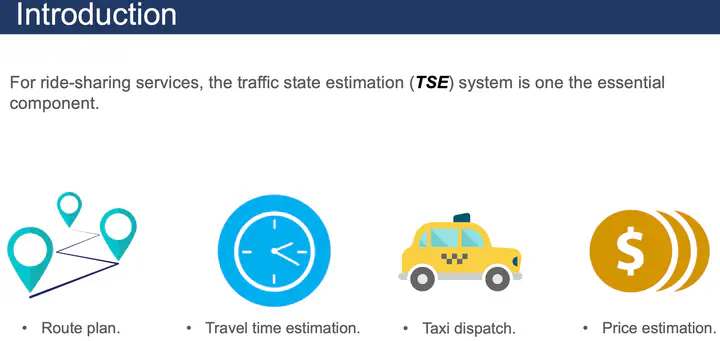 Introduction
For ride-sharing services, the traffic state estimation (TSE) system is one the essential
component.
$
• Route plan.
• Travel time estimation.
• Taxi dispatch.
• Price estimation.